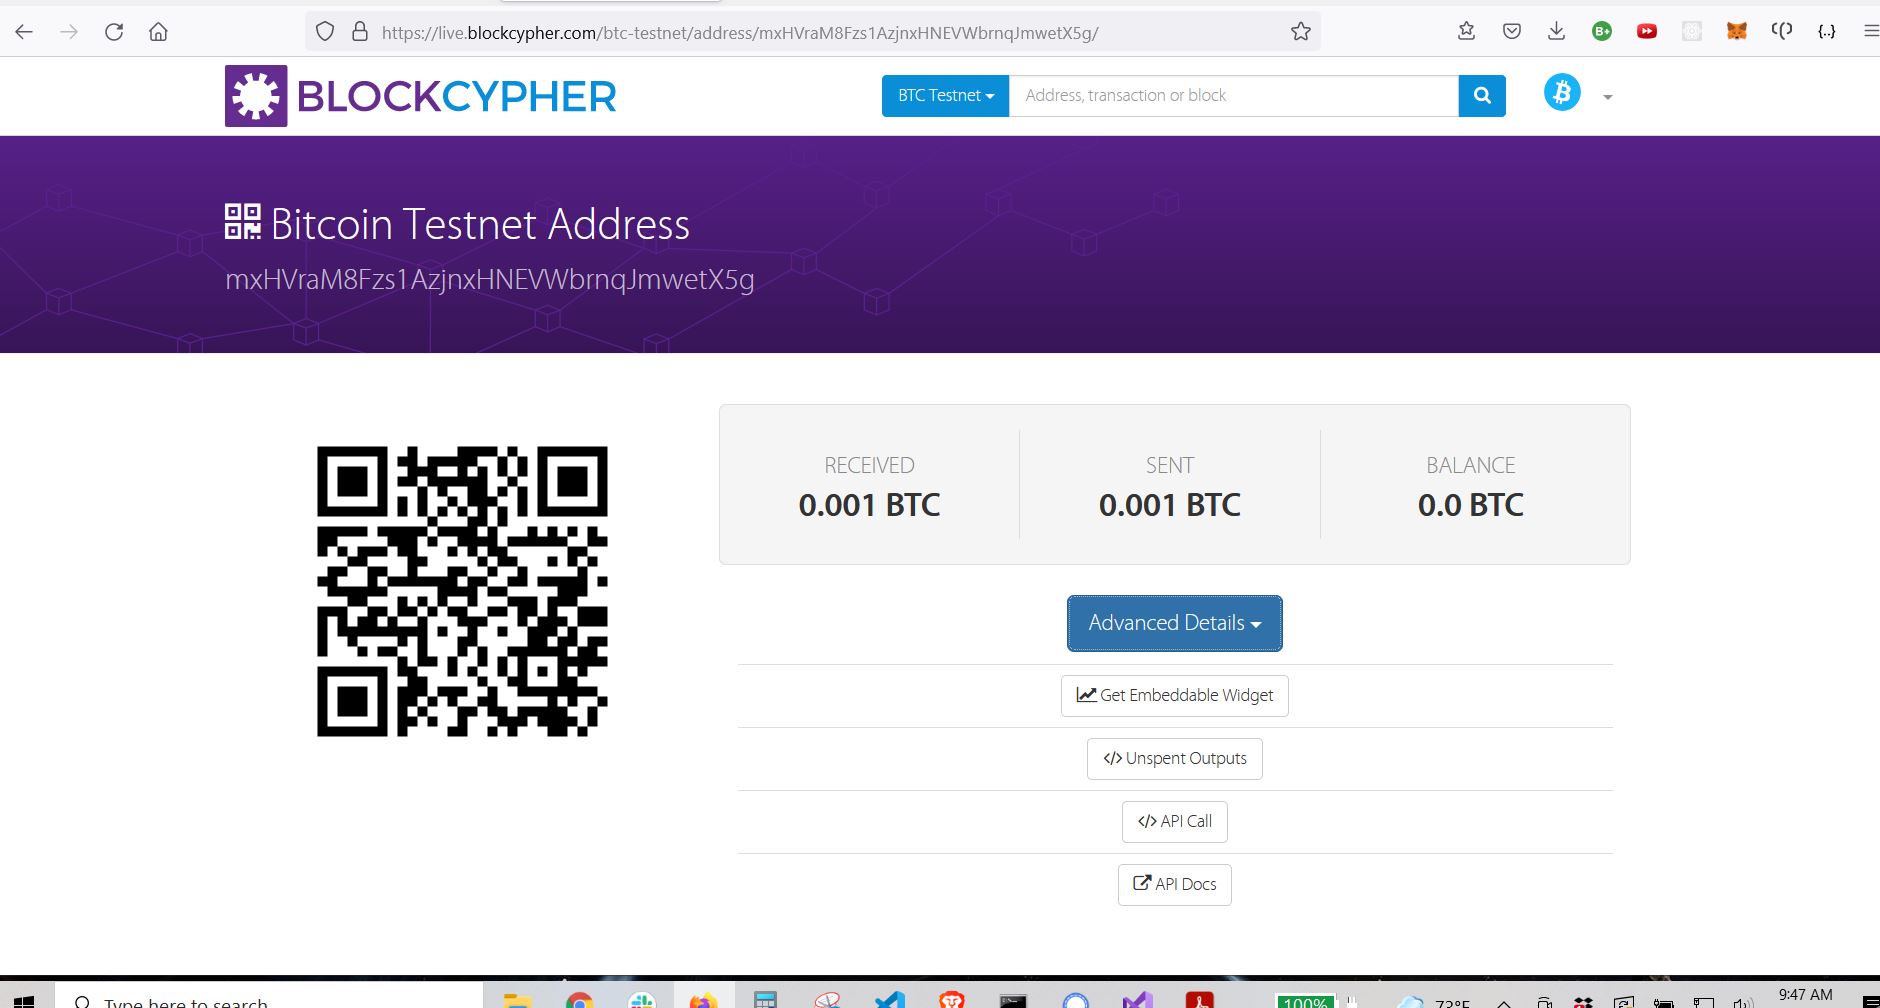 https://live.blockcypher.com/btc-testnet/address/mxHVraM8Fzs1AzjnxHNEVWbrnqJmwetX5g/
B+
{..}
BLOCKCYPHER
BTC Testnet
Address, transaction or block
Bitcoin Testnet Address
mxHVraM8Fzs1AzjnxHNEVWbrnqJmwetX5g
RECEIVED
0.001 BTC
SENT
0.001 BTC
BALANCE
0.0 BTC
Advanced Details
Get Embeddable Widget
</> Unspent Outputs
</> API Call
API Docs
Type here to search
100%
73°F
9:47 AM